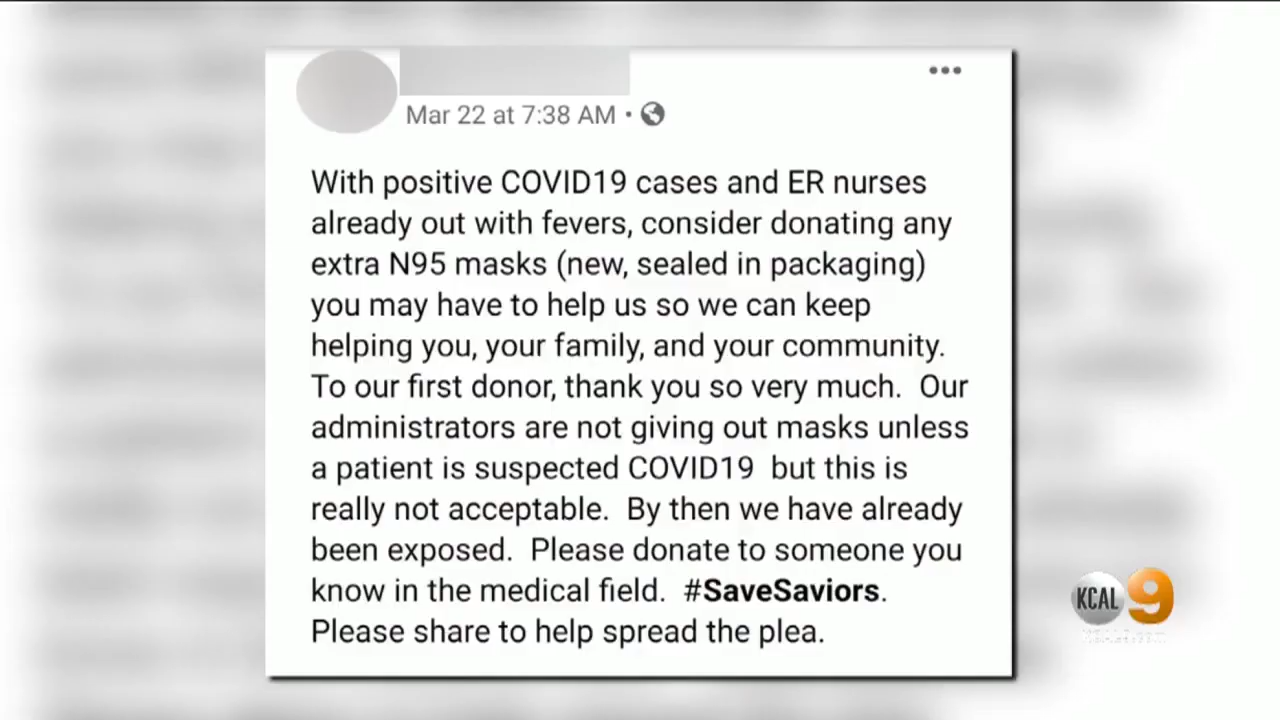 Mar 22 at 7:38 AM •
With positive COVID19 cases and ER nurses
already out with fevers, consider donating any
extra N95 masks (new, sealed in packaging)
you may have to help us so we can keep
helping you, your family, and your community.
To our first donor, thank you so very much.  Our
administrators are not giving out masks unless
a patient is suspected COVID19  but this is
really not acceptable.  By then we have already
been exposed.  Please donate to someone you
know in the medical field.  #SaveSaviors.
Please share to help spread the plea.
KCAL 9